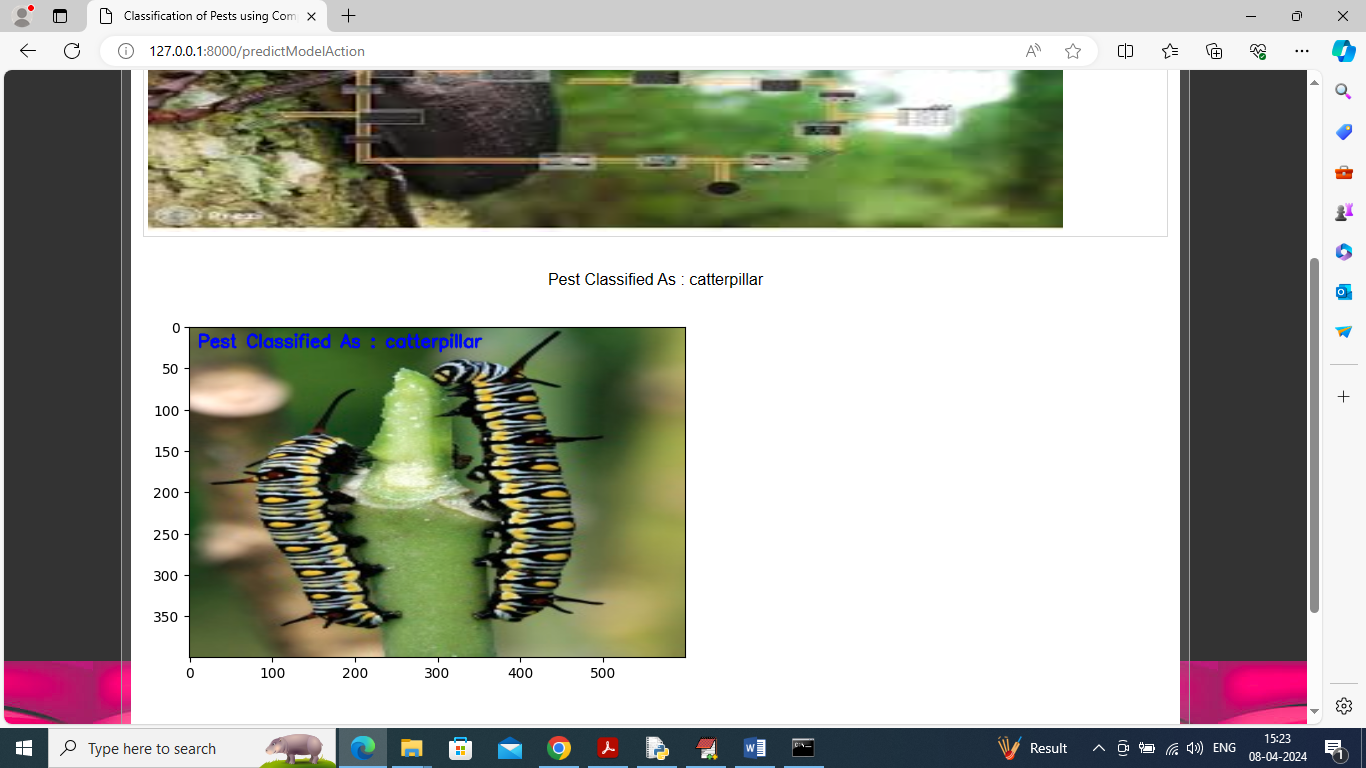 Classification of Pests using Com
127.0.0.1:8000/predictModelAction
Pest Classified As : catterpillar
Pest Classified As : catterpillar
0
50
100
150
200
250
300
350
0 100 200 300 400 500
Type here to search
Result
ENG
15:23
08-04-2024
1